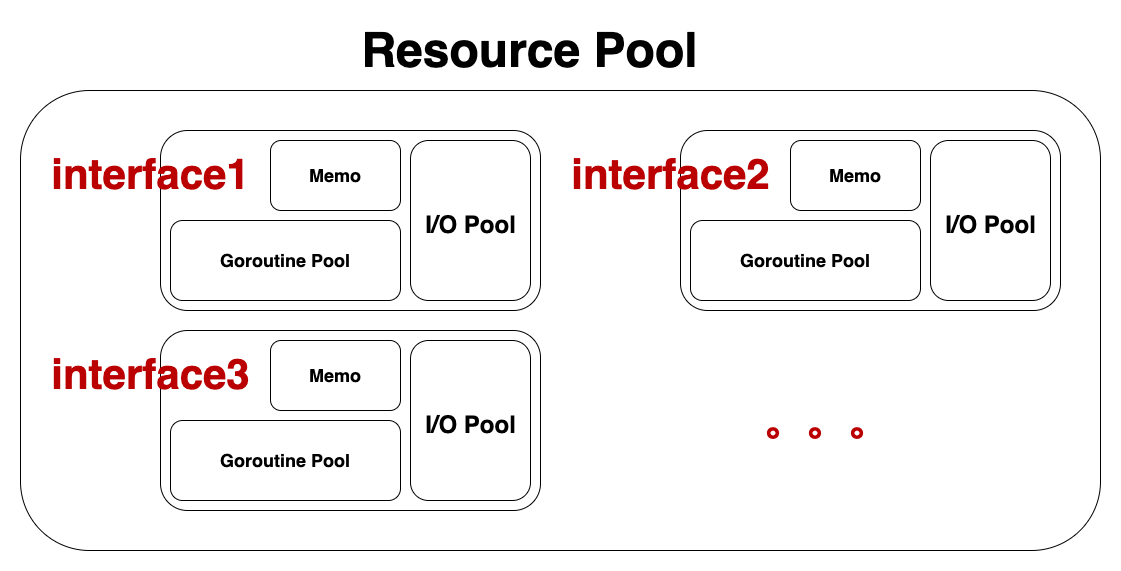 Resource Pool
interface1
Memo
I/O Pool
Goroutine Pool
interface2
Memo
I/O Pool
Goroutine Pool
interface3
Memo
I/O Pool
Goroutine Pool
。。。